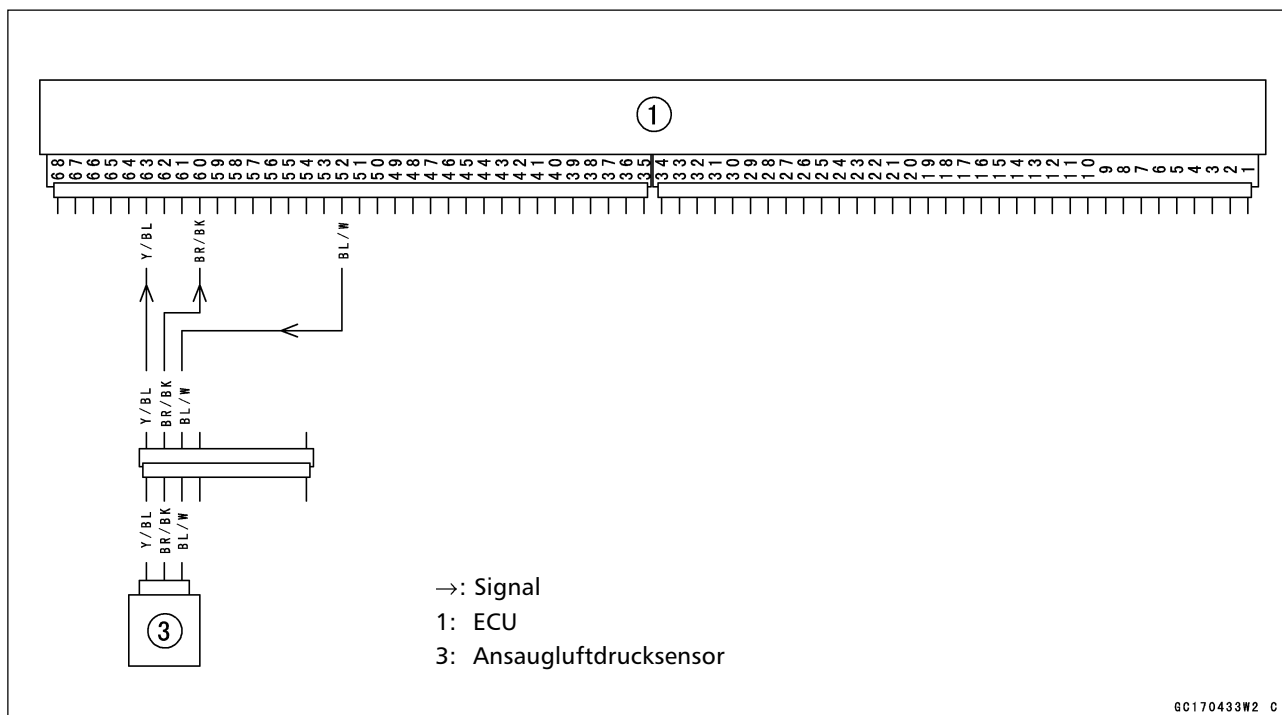 1
68 67 66 65 64 63 62 61 60 59 58 57 56 55 54 53 52 51 50 49 48 47 46 45 44 43 42 41 40 39 38 37 36 35 34 33 32 31 30 29 28 27 26 25 24 23 22 21 20 19 18 17 16 15 14 13 12 11 10 9 8 7 6 5 4 3 2 1
Y/BL BR/BK BL/W
Y/BL BR/BK BL/W
Y/BL BR/BK BL/W
3
→: Signal
1: ECU
3: Ansaugluftdrucksensor
GC170433W2 C